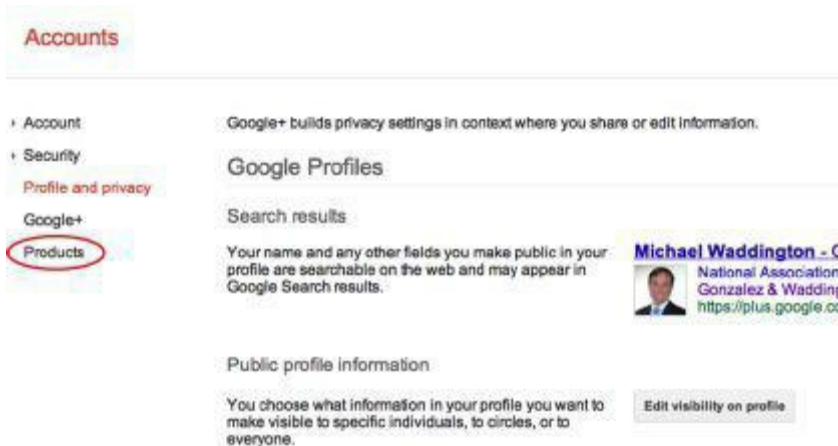 Accounts
Account
Security
Profile and privacy
Google+
Products
Google+ builds privacy settings in context where you share or edit information.
Google Profiles
Search results
Your name and any other fields you make public in your
profile are searchable on the web and may appear in
Google Search results.
Michael Waddington -
National Association
Gonzalez &
https://plus.google.co
Public profile information
You choose what information in your profile you want to
make visible to specific individuals, to circles, or to
everyone.
Edit visibility on profile